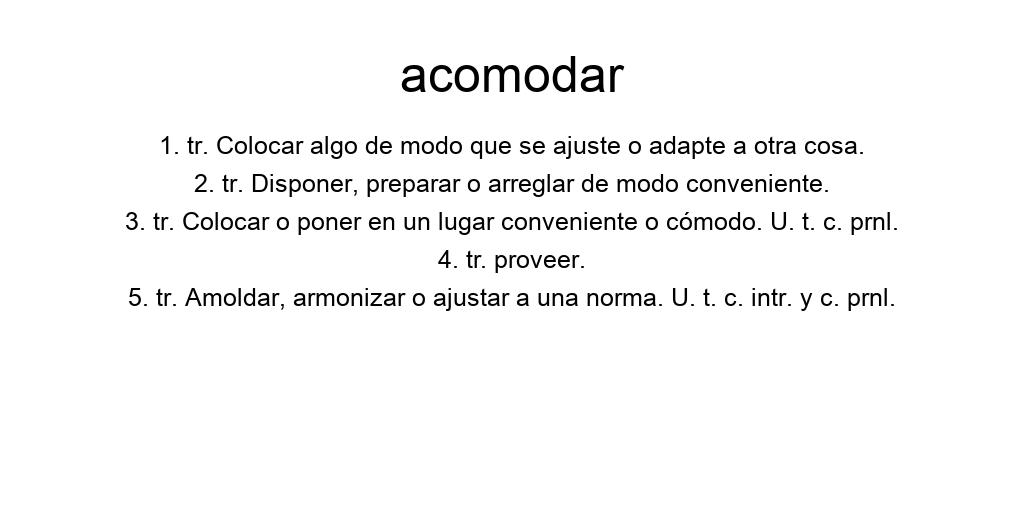 acomodar
1. tr. Colocar algo de modo que se ajuste o adapte a otra cosa.
2. tr. Disponer, preparar o arreglar de modo conveniente.
3. tr. Colocar o poner en un lugar conveniente o cómodo. U. t. c. prnl.
4. tr. proveer.
5. tr. Amoldar, armonizar o ajustar a una norma. U. t. c. intr. y c. prnl.